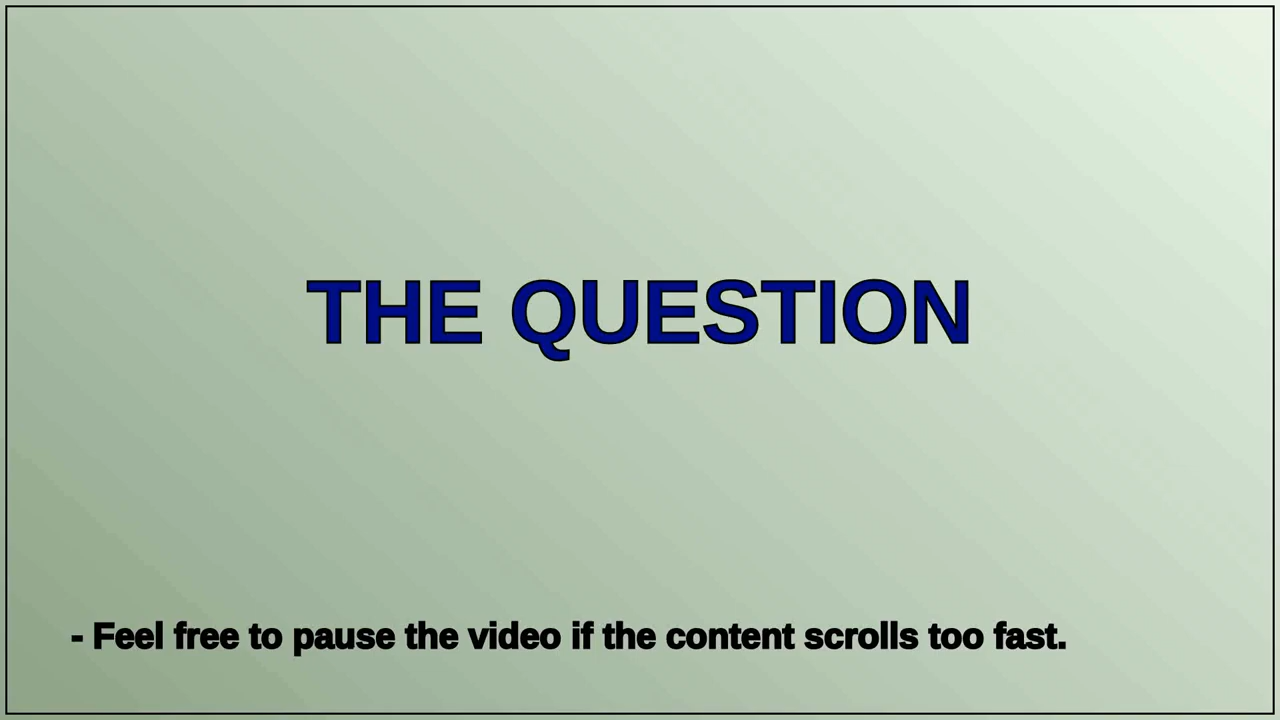 THE QUESTION
- Feel free to pause the video if the content scrolls too fast.